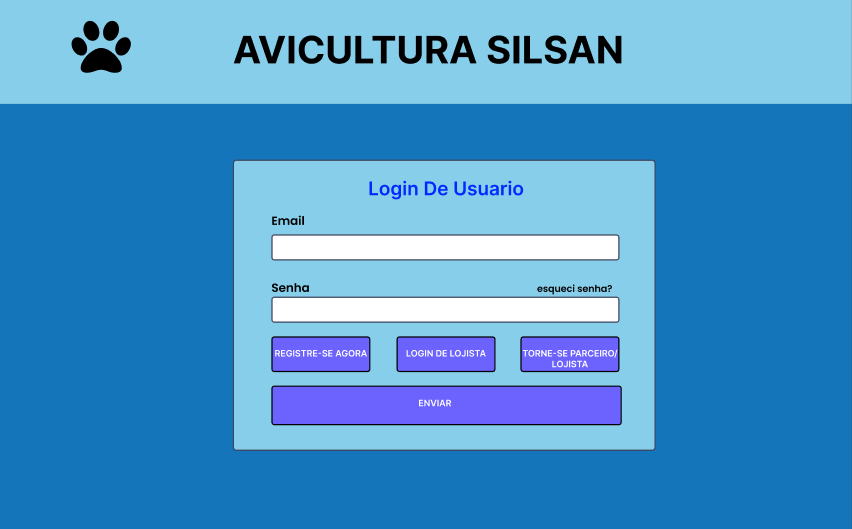 AVICULTURA SILSAN
Login De Usuario
Email
Senha
esqueci senha?
REGISTRE-SE AGORA
LOGIN DE LOJISTA
TORNE-SE PARCEIRO/
LOJISTA
ENVIAR